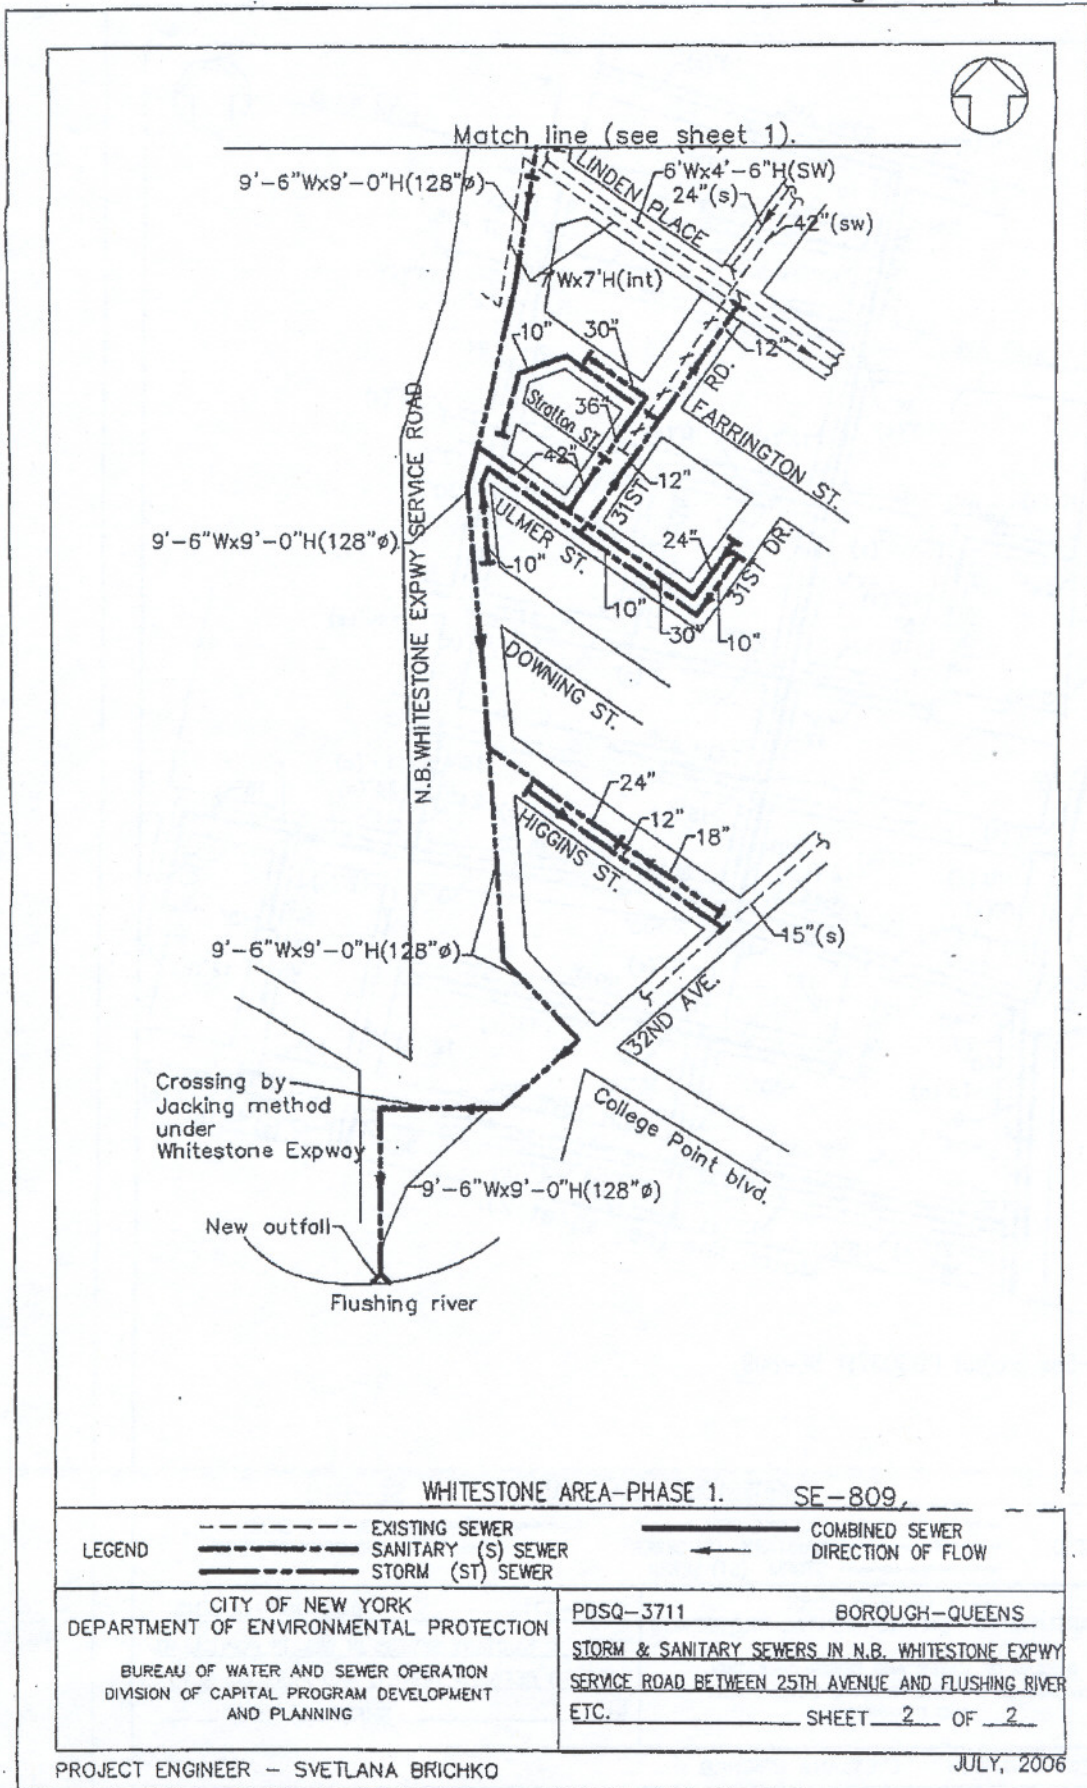 Match line (see sheet 1).
9'-6"Wx9'-0"H(128"ø)
LINDEN PLACE
6'Wx4'-6"H(SW)
24"(s)
42"(sw)
7'Wx7'H(int)
10"
30"
12"
RD.
Stratton ST.
36"
FARRINGTON ST.
42"
12"
31ST
N.B. WHITESTONE EXPWY SERVICE ROAD
ULMER ST.
9'-6"Wx9'-0"H(128"ø)
24"
31ST DR.
10"
10"
30"
10"
DOWNING ST.
24"
12"
18"
HIGGINS ST.
15"(s)
9'-6"Wx9'-0"H(128"ø)
32ND AVE.
Crossing by
Jacking method
under
Whitestone Expway
College Point blvd.
9'-6"Wx9'-0"H(128"ø)
New outfall
Flushing river
WHITESTONE AREA-PHASE 1. SE-809
LEGEND
EXISTING SEWER
SANITARY (S) SEWER
STORM (ST) SEWER
COMBINED SEWER
DIRECTION OF FLOW
CITY OF NEW YORK
DEPARTMENT OF ENVIRONMENTAL PROTECTION
BUREAU OF WATER AND SEWER OPERATION
DIVISION OF CAPITAL PROGRAM DEVELOPMENT
AND PLANNING
PDSQ-3711 BOROUGH-QUEENS
STORM & SANITARY SEWERS IN N.B. WHITESTONE EXPWY
SERVICE ROAD BETWEEN 25TH AVENUE AND FLUSHING RIVER
ETC. SHEET 2 OF 2
PROJECT ENGINEER - SVETLANA BRICHKO
JULY, 2006